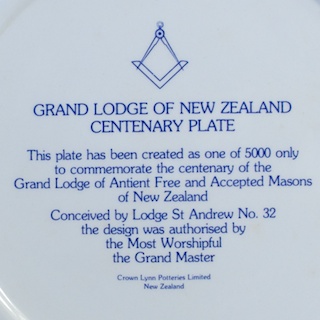 GRAND LODGE OF NEW ZEALAND
CENTENARY PLATE
This plate has been created as one of 5000 only
to commemorate the centenary of the
Grand Lodge of Antient Free and Accepted Masons
of New Zealand
Conceived by Lodge St Andrew No. 32
the design was authorised by
the Most Worshipful
the Grand Master
Crown Lynn Potteries Limited
New Zealand